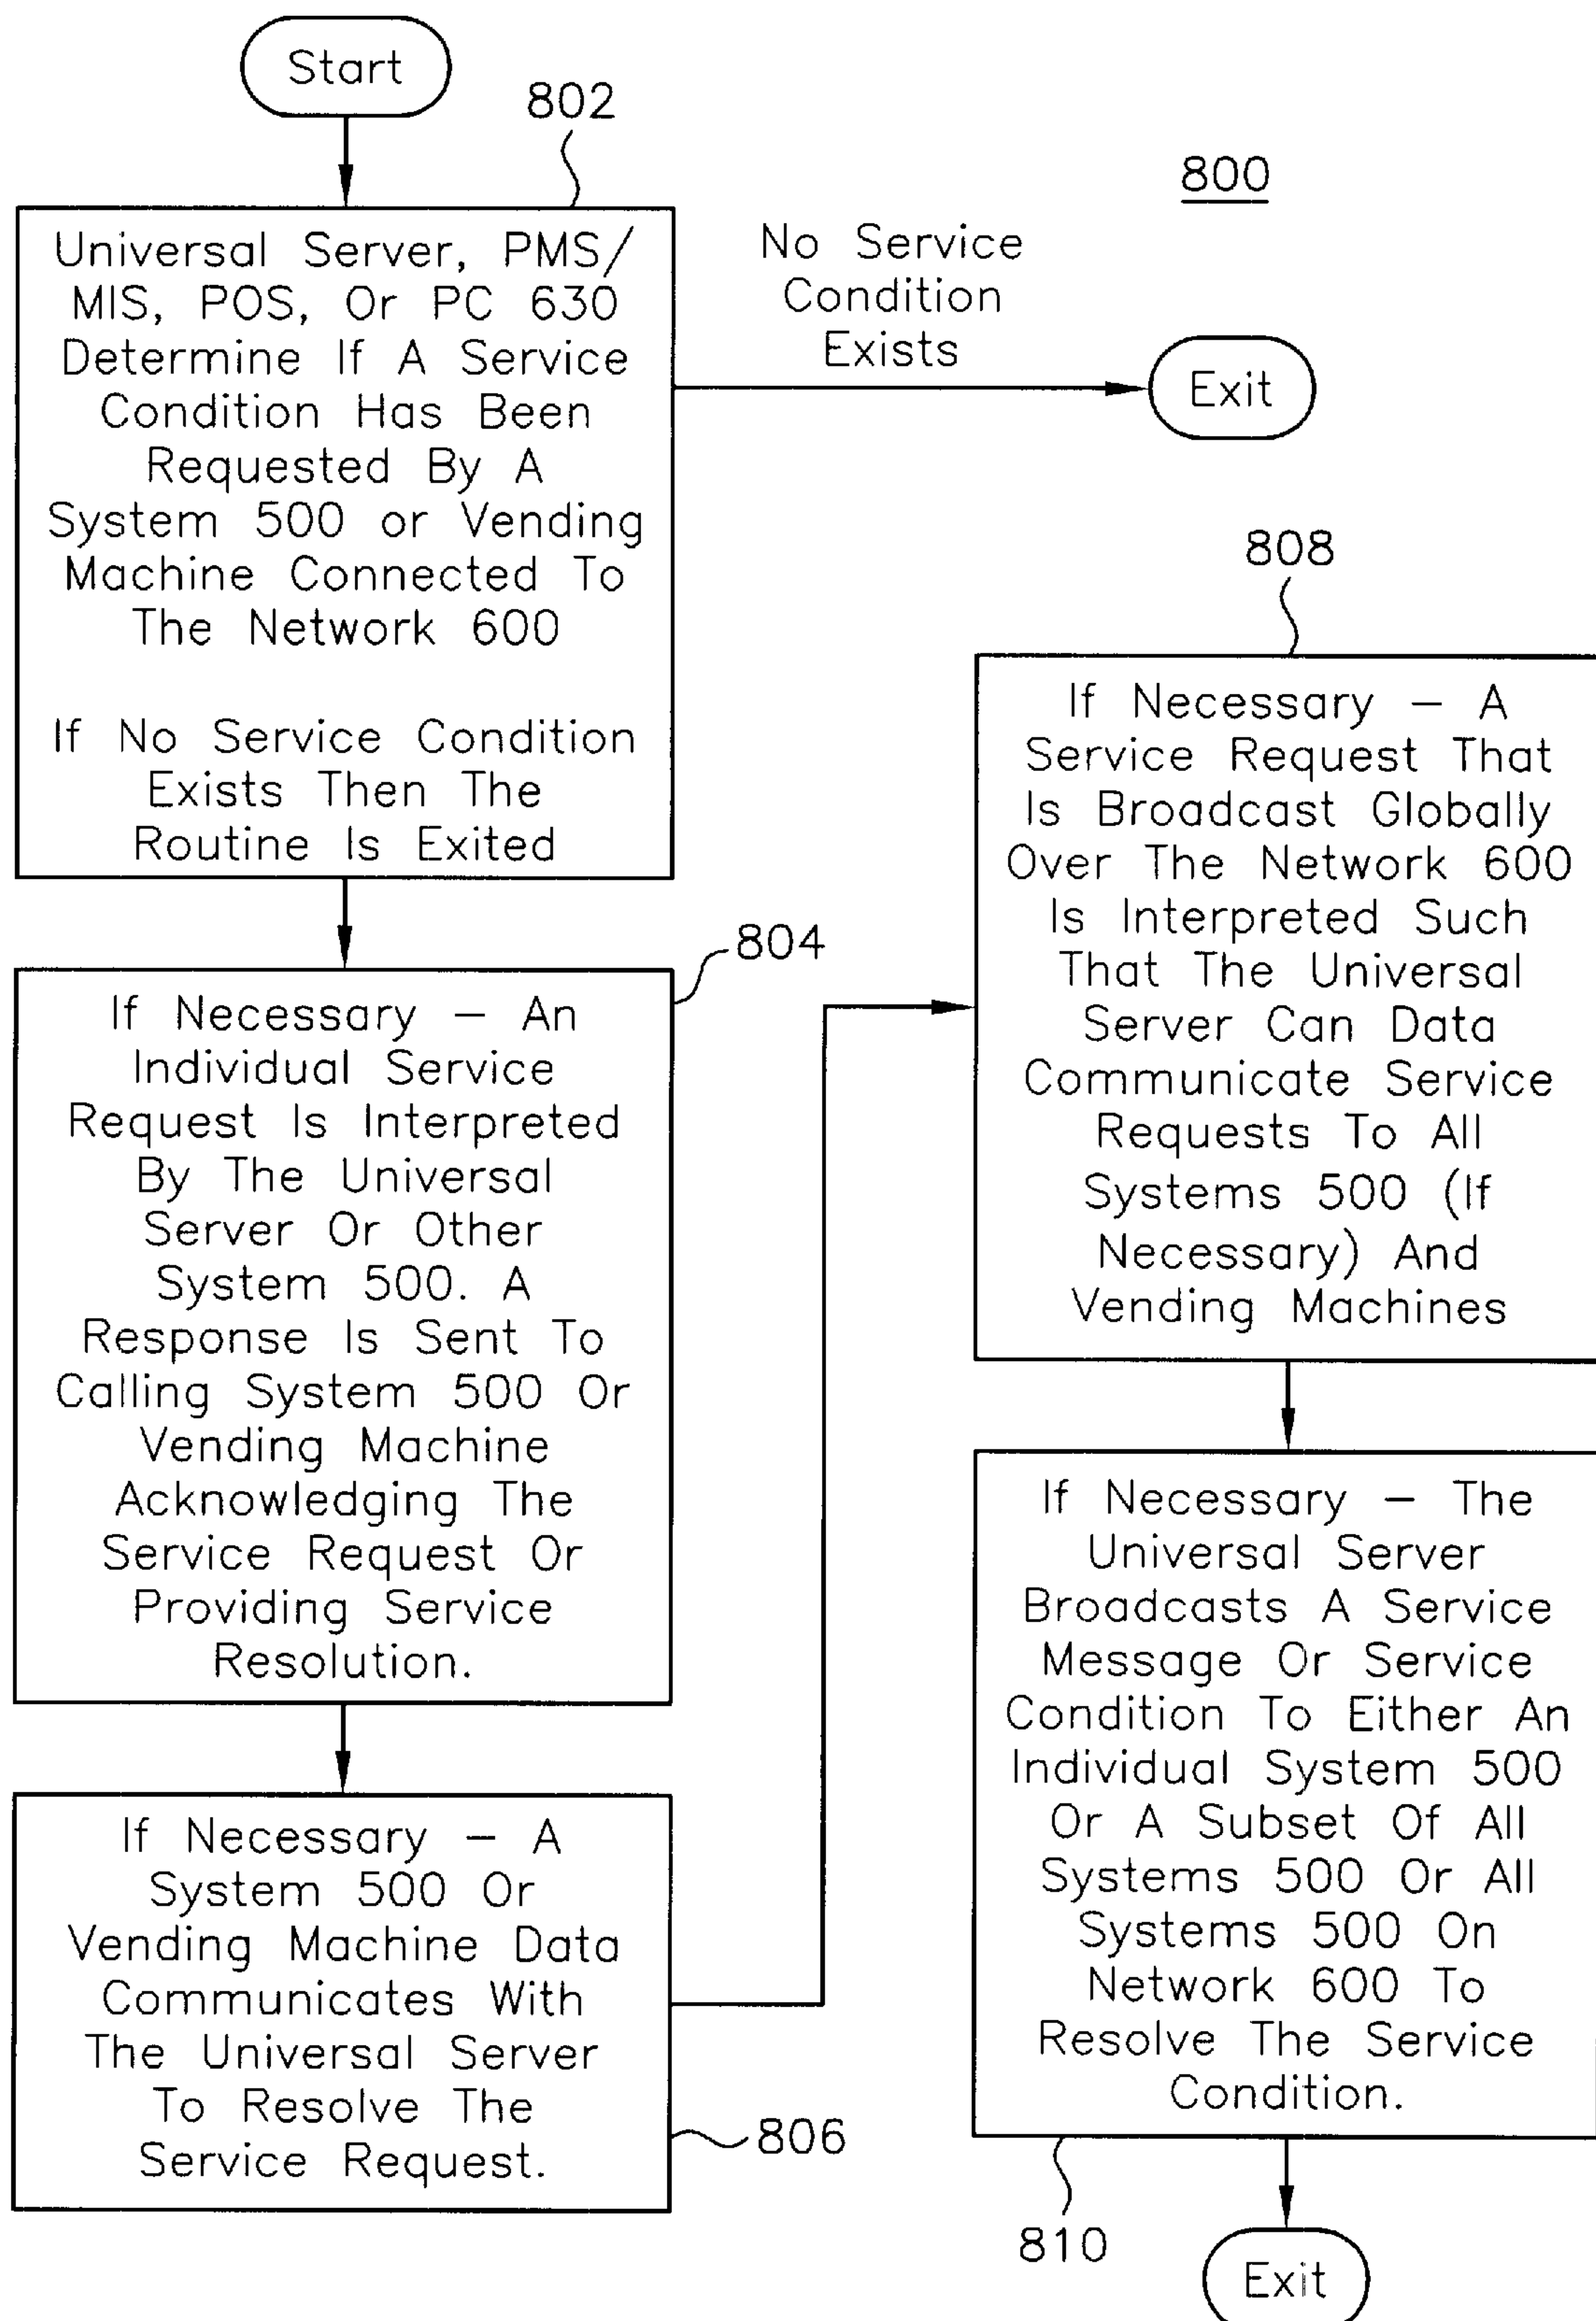 Start
802
800
Universal Server, PMS/
MIS, POS, Or PC 630
Determine If A Service
Condition Has Been
Requested By A
System 500 or Vending
Machine Connected To
The Network 600
If No Service Condition
Exists Then The
Routine Is Exited
No Service
Condition
Exists
Exit
804
If Necessary – An
Individual Service
Request Is Interpreted
By The Universal
Server Or Other
System 500. A
Response Is Sent To
Calling System 500 Or
Vending Machine
Acknowledging The
Service Request Or
Providing Service
Resolution.
If Necessary – A
System 500 Or
Vending Machine Data
Communicates With
The Universal Server
To Resolve The
Service Request.
806
808
If Necessary – A
Service Request That
Is Broadcast Globally
Over The Network 600
Is Interpreted Such
That The Universal
Server Can Data
Communicate Service
Requests To All
Systems 500 (If
Necessary) And
Vending Machines
If Necessary – The
Universal Server
Broadcasts A Service
Message Or Service
Condition To Either An
Individual System 500
Or A Subset Of All
Systems 500 Or All
Systems 500 On
Network 600 To
Resolve The Service
Condition.
810
Exit